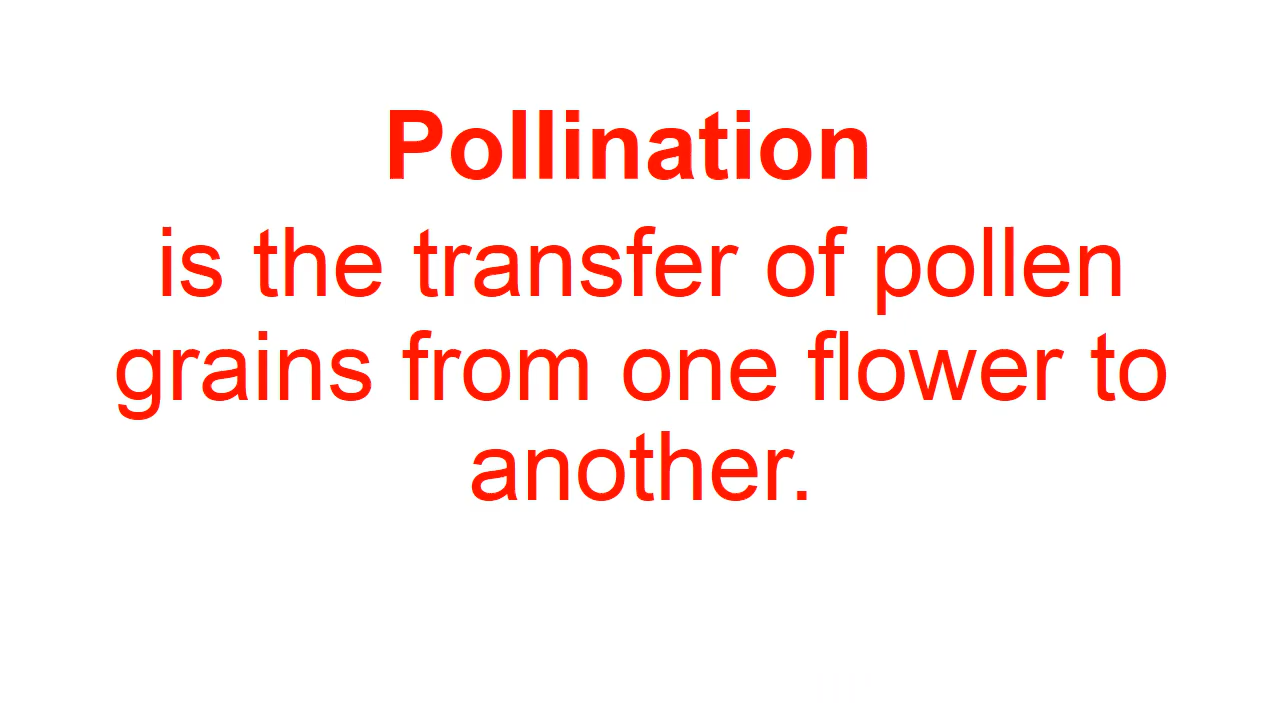 Pollination
is the transfer of pollen
grains from one flower to
another.